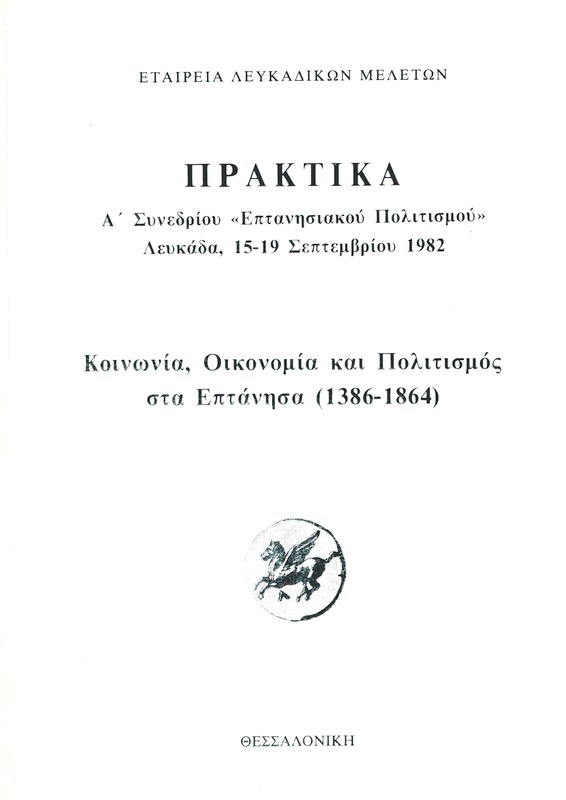 ΕΤΑΙΡΕΙΑ ΛΕΥΚΑΔΙΚΩΝ ΜΕΛΕΤΩΝ
ΠΡΑΚΤΙΚΑ
Α΄ Συνεδρίου «Επτανησιακού Πολιτισμού»
Λευκάδα, 15-19 Σεπτεμβρίου 1982
Κοινωνία, Οικονομία και Πολιτισμός
στα Επτάνησα (1386-1864)
ΘΕΣΣΑΛΟΝΙΚΗ